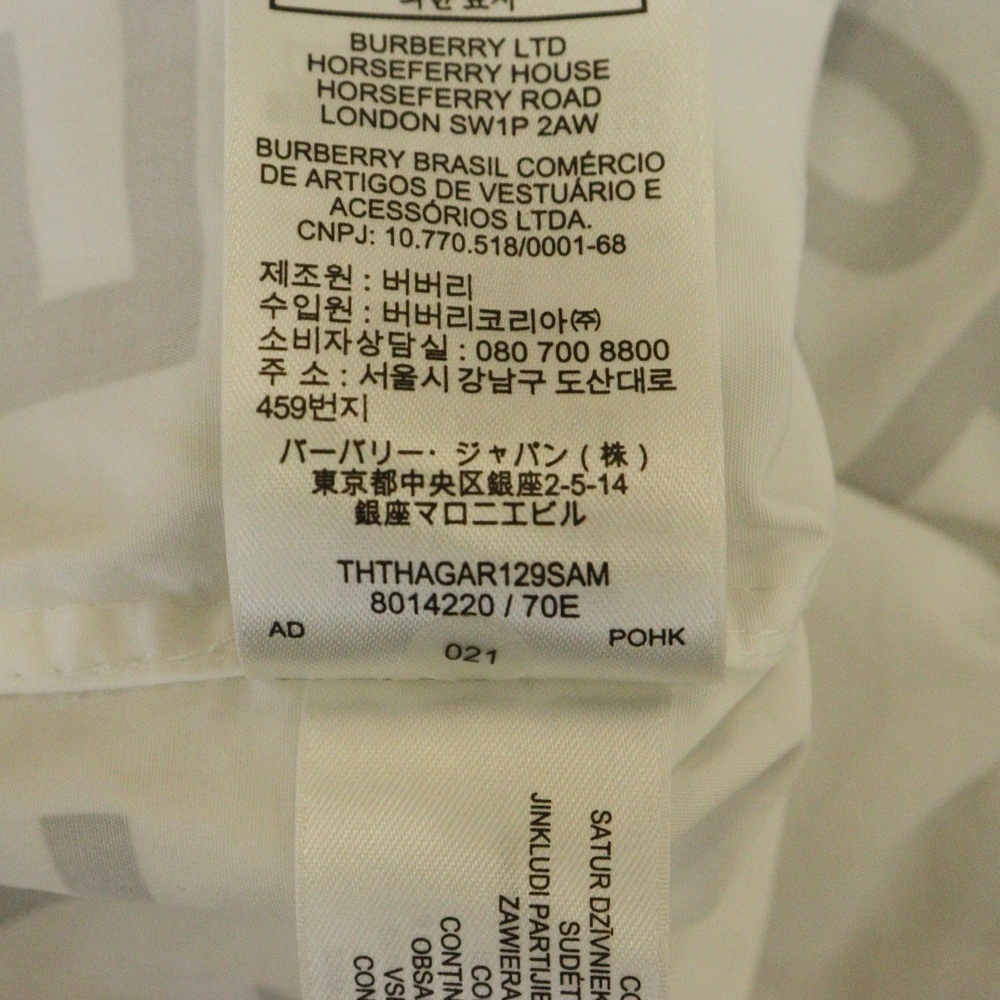 BURBERRY LTD
HORSEFERRY HOUSE
HORSEFERRY ROAD
LONDON SW1P 2AW
BURBERRY BRASIL COMÉRCIO
DE ARTIGOS DE VESTUÁRIO E
ACESSÓRIOS LTDA.
CNPJ: 10.770.518/0001-68
제조원 : 버버리
수입원 : 버버리코리아㈜
소비자상담실 : 080 700 8800
주 소 : 서울시 강남구 도산대로
459번지
バーバリー· ジャパン ( 株 )
東京都中央区銀座2-5-14
銀座マロニエビル
THTHAGAR129SAM
8014220 / 70E
AD
POHK
021
SATUR DZĪVNIEK
SUDĖT
JINKLUDI PARTIJIE
ZAWIERA
CONTIN
OBSA